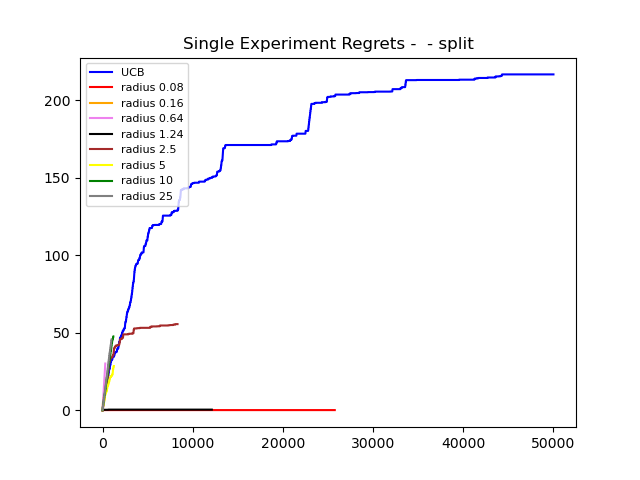 Single Experiment Regrets -  - split
UCB
radius 0.08
radius 0.16
radius 0.64
radius 1.24
radius 2.5
radius 5
radius 10
radius 25
200
150
100
50
0
0 10000 20000 30000 40000 50000